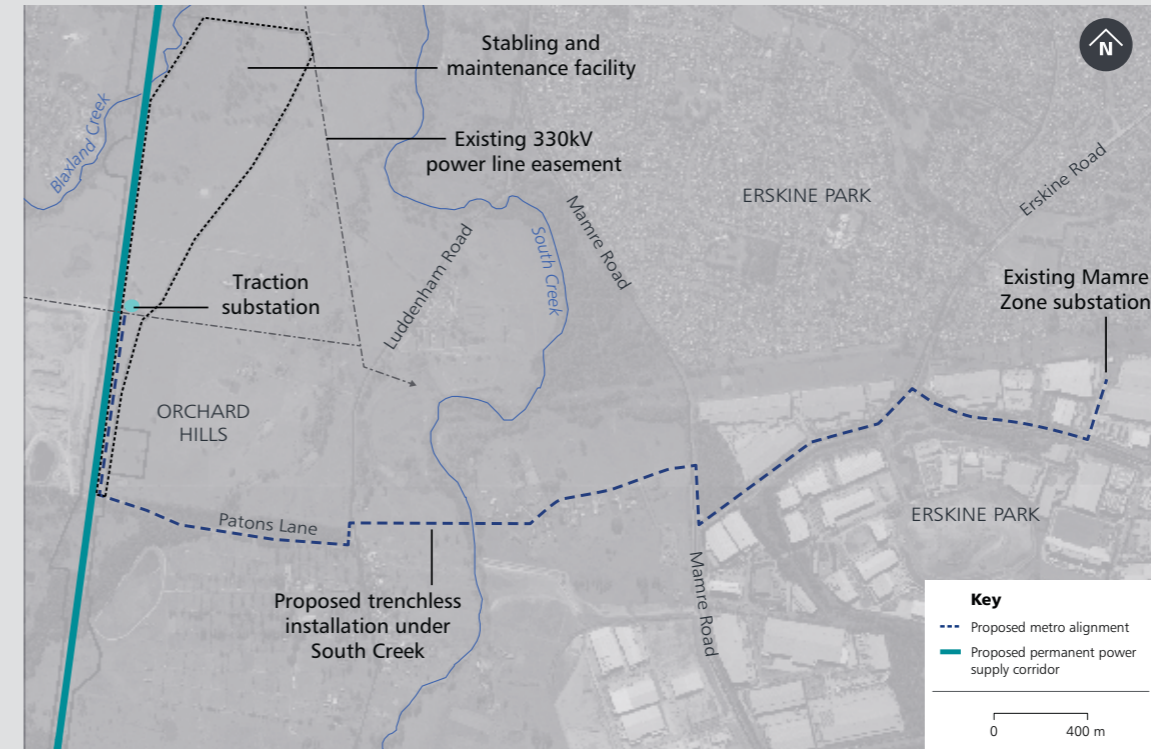 N
Stabling and
maintenance facility
Existing 330kV
power line easement
Blaxland Creek
ERSKINE PARK
Erskine Road
Mamre Road
South Creek
Luddenham Road
Traction
substation
Existing Mamre
Zone substation
ORCHARD
HILLS
Patons Lane
ERSKINE PARK
Mamre Road
Proposed trenchless
installation under
South Creek
Key
Proposed metro alignment
Proposed permanent power
supply corridor
0 400 m